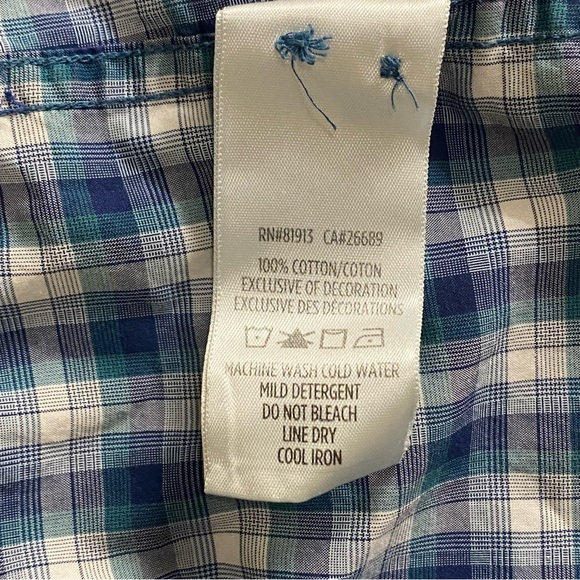 RN#81913 CA#26689
100% COTTON/COTON
EXCLUSIVE OF DECORATION
EXCLUSIVE DES DÉCORATIONS
MACHINE WASH COLD WATER
MILD DETERGENT
DO NOT BLEACH
LINE DRY
COOL IRON